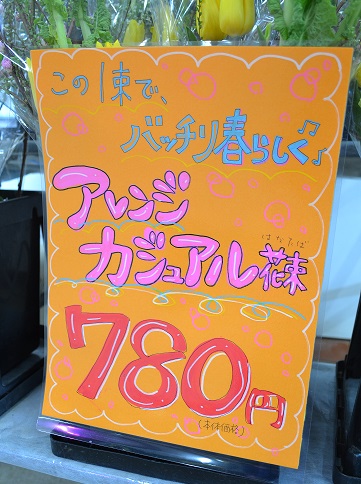 この1束で、
バッチリ春らしく♫♪
アレンジ
はなたば
カジュアル花束
780円
(本体価格)